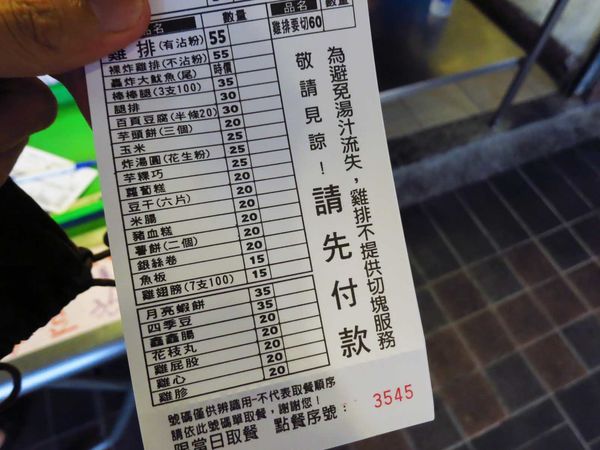 品名 數量 品名 數量
雞排(有沾粉) 55 雞排要切60
裸炸雞排(不沾粉) 55
轟炸大魷魚(尾) 時價
棒棒腿(3支100) 35
腿排 30
百頁豆腐(半條20) 30
芋頭餅(三個) 20
玉米 25
炸湯圓(花生粉) 25
芋粿巧 25
蘿蔔糕 20
豆干(六片) 20
米腸 20
豬血糕 20
薯餅(二個) 20
銀絲卷 20
魚板 15
雞翅膀(7支100) 15
月亮蝦餅 35
四季豆 35
鑫鑫腸 20
花枝丸 20
雞屁股 20
雞心 20
雞胗 20
為避免湯汁流失，雞排不提供切塊服務
敬請見諒！請先付款
號碼僅供辨識用-不代表取餐順序
請依此號碼單取餐，謝謝您！
限當日取餐 點餐序號： 3545